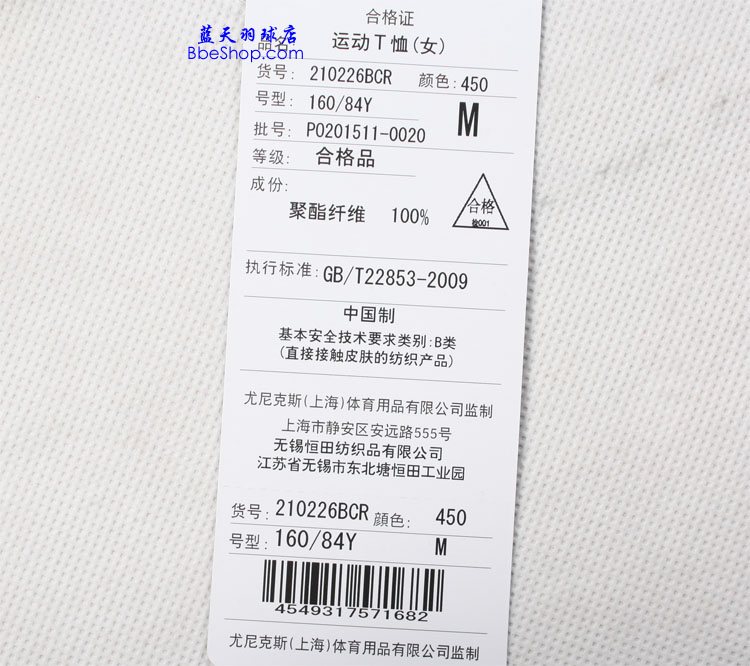 合格证
蓝天羽球店
BbeShop.com
品名:
运动T恤(女)
货号: 210226BCR 颜色: 450
号型: 160/84Y M
批号: P0201511-0020
等级: 合格品
成份:
聚酯纤维 100%
合格
检001
执行标准: GB/T22853-2009
中国制
基本安全技术要求类别:B类
(直接接触皮肤的纺织产品)
尤尼克斯(上海)体育用品有限公司监制
上海市静安区安远路555号
无锡恒田纺织品有限公司
江苏省无锡市东北塘恒田工业园
货号: 210226BCR 顔色: 450
号型: 160/84Y M
4549317571682
尤尼克斯(上海)体育用品有限公司监制